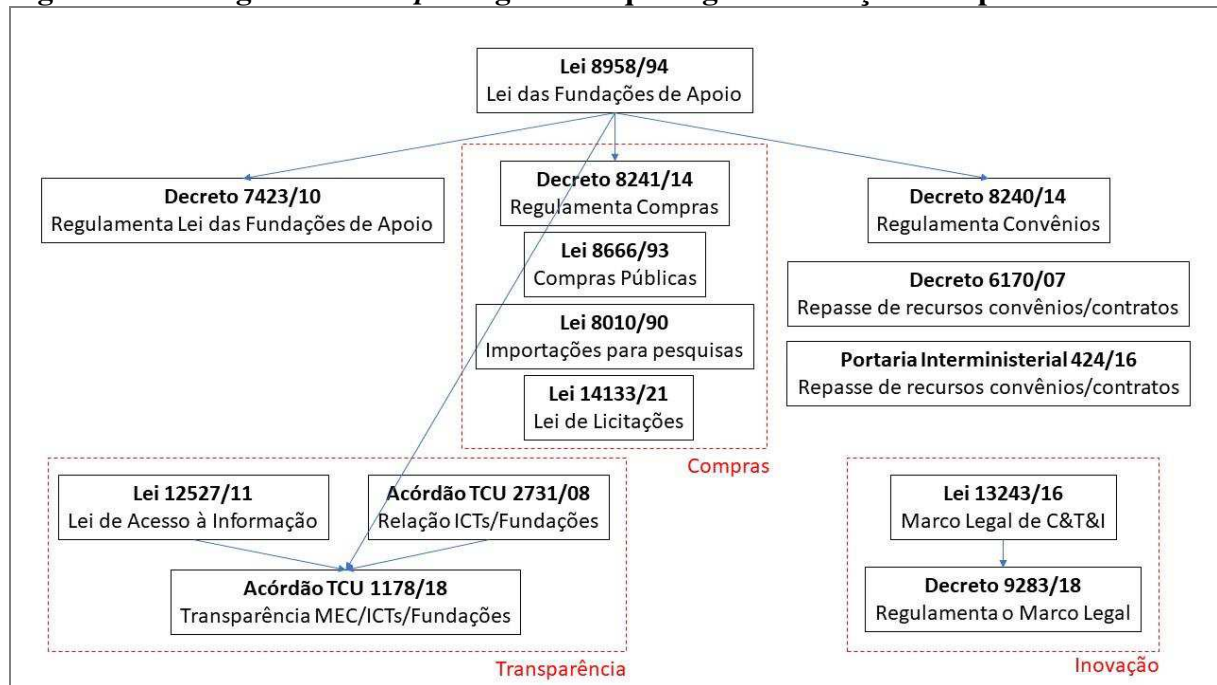 Lei 8958/94
Lei das Fundações de Apoio
Decreto 7423/10
Regulamenta Lei das Fundações de Apoio
Decreto 8241/14
Regulamenta Compras
Lei 8666/93
Compras Públicas
Lei 8010/90
Importações para pesquisas
Lei 14133/21
Lei de Licitações
Compras
Decreto 8240/14
Regulamenta Convênios
Decreto 6170/07
Repasse de recursos convênios/contratos
Portaria Interministerial 424/16
Repasse de recursos convênios/contratos
Lei 12527/11
Lei de Acesso à Informação
Acórdão TCU 2731/08
Relação ICTs/Fundações
Acórdão TCU 1178/18
Transparência MEC/ICTs/Fundações
Transparência
Lei 13243/16
Marco Legal de C&T&I
Decreto 9283/18
Regulamenta o Marco Legal
Inovação